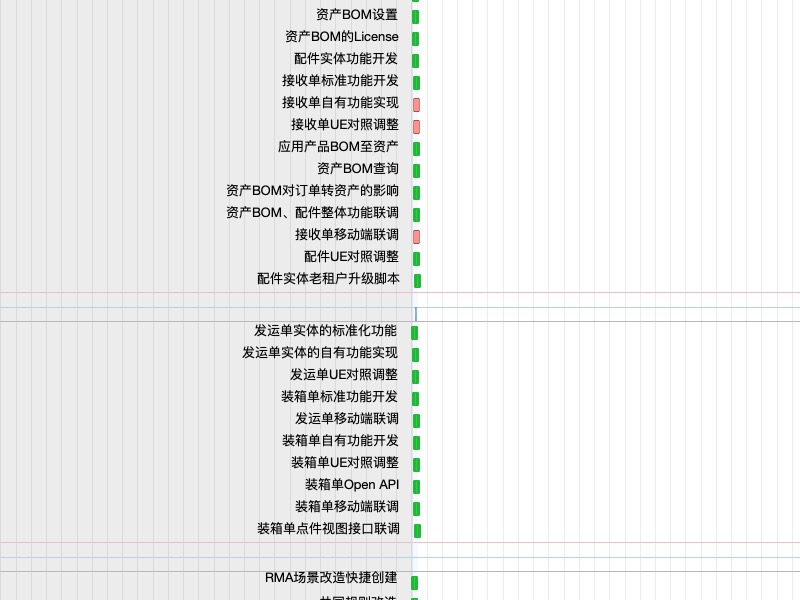 资产BOM设置
资产BOM的License
配件实体功能开发
接收单标准功能开发
接收单自有功能实现
接收单UE对照调整
应用产品BOM至资产
资产BOM查询
资产BOM对订单转资产的影响
资产BOM、配件整体功能联调
接收单移动端联调
配件UE对照调整
配件实体老租户升级脚本
发运单实体的标准化功能
发运单实体的自有功能实现
发运单UE对照调整
装箱单标准功能开发
发运单移动端联调
装箱单自有功能开发
装箱单UE对照调整
装箱单Open API
装箱单移动端联调
装箱单点件视图接口联调
RMA场景改造快捷创建